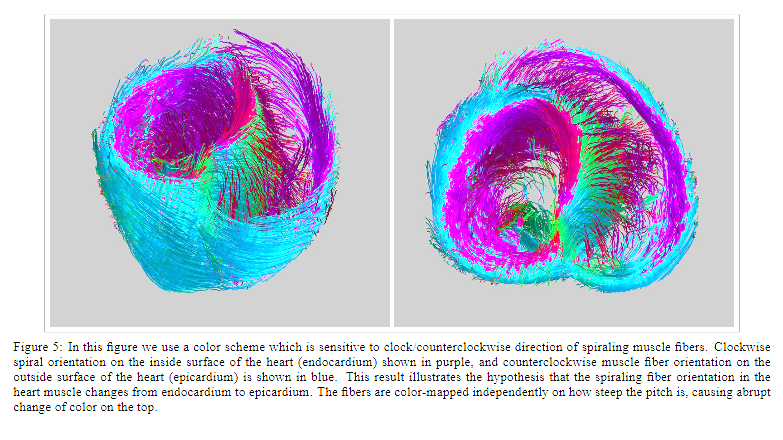 Figure 5: In this figure we use a color scheme which is sensitive to clock/counterclockwise direction of spiraling muscle fibers. Clockwise
spiral orientation on the inside surface of the heart (endocardium) shown in purple, and counterclockwise muscle fiber orientation on the
outside surface of the heart (epicardium) is shown in blue. This result illustrates the hypothesis that the spiraling fiber orientation in the
heart muscle changes from endocardium to epicardium. The fibers are color-mapped independently on how steep the pitch is, causing abrupt
change of color on the top.